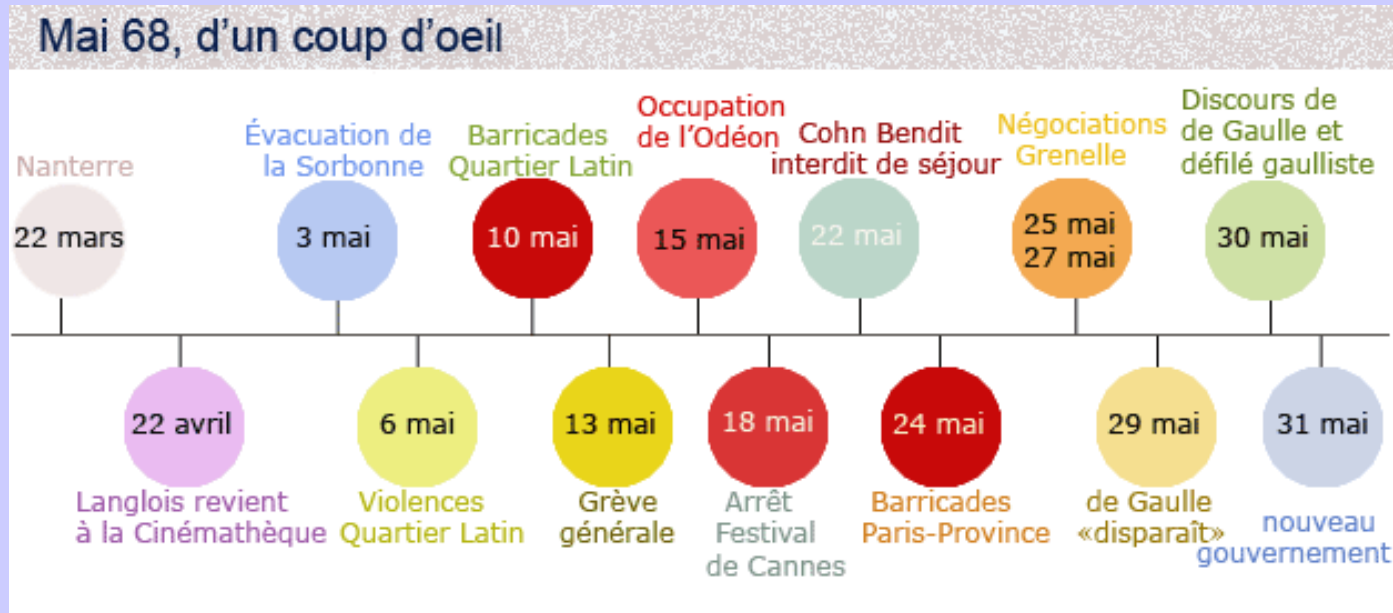 Mai 68, d'un coup d'oeil
Nanterre
22 mars
Évacuation de
la Sorbonne
3 mai
Barricades
Quartier Latin
10 mai
Occupation
de l'Odéon
15 mai
Cohn Bendit
interdit de séjour
22 mai
Négociations
Grenelle
25 mai
27 mai
Discours de
de Gaulle et
défilé gaulliste
30 mai
22 avril
Langlois revient
à la Cinémathèque
6 mai
Violences
Quartier Latin
13 mai
Grève
générale
18 mai
Arrêt
Festival
de Cannes
24 mai
Barricades
Paris-Province
29 mai
de Gaulle
«disparaît»
31 mai
nouveau
gouvernement